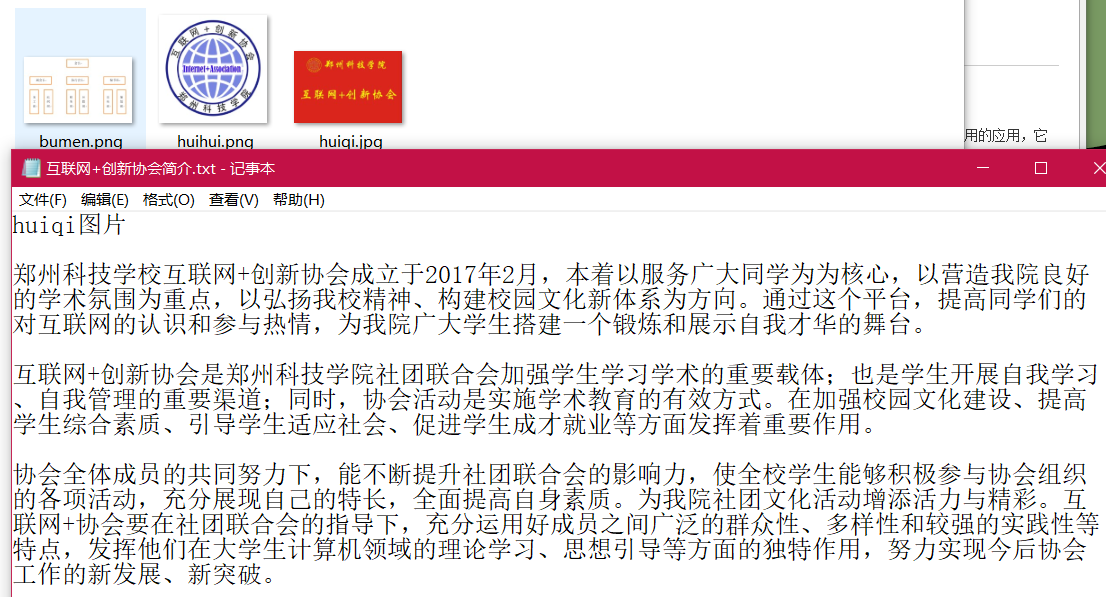 互联网+创新协会
Internet+Association
郑州科技学院
郑州科技学院
互联网+创新协会
bumen.png
huihui.png
huiqi.jpg
用的应用，它
互联网+创新协会简介.txt - 记事本
文件(F) 编辑(E) 格式(O) 查看(V) 帮助(H)
huiqi图片
郑州科技学校互联网+创新协会成立于2017年2月，本着以服务广大同学为为核心，以营造我院良好
的学术氛围为重点，以弘扬我校精神、构建校园文化新体系为方向。通过这个平台，提高同学们的
对互联网的认识和参与热情，为我院广大学生搭建一个锻炼和展示自我才华的舞台。
互联网+创新协会是郑州科技学院社团联合会加强学生学习学术的重要载体；也是学生开展自我学习
、自我管理的重要渠道；同时，协会活动是实施学术教育的有效方式。在加强校园文化建设、提高
学生综合素质、引导学生适应社会、促进学生成才就业等方面发挥着重要作用。
协会全体成员的共同努力下，能不断提升社团联合会的影响力，使全校学生能够积极参与协会组织
的各项活动，充分展现自己的特长，全面提高自身素质。为我院社团文化活动增添活力与精彩。互
联网+协会要在社团联合会的指导下，充分运用好成员之间广泛的群众性、多样性和较强的实践性等
特点，发挥他们在大学生计算机领域的理论学习、思想引导等方面的独特作用，努力实现今后协会
工作的新发展、新突破。